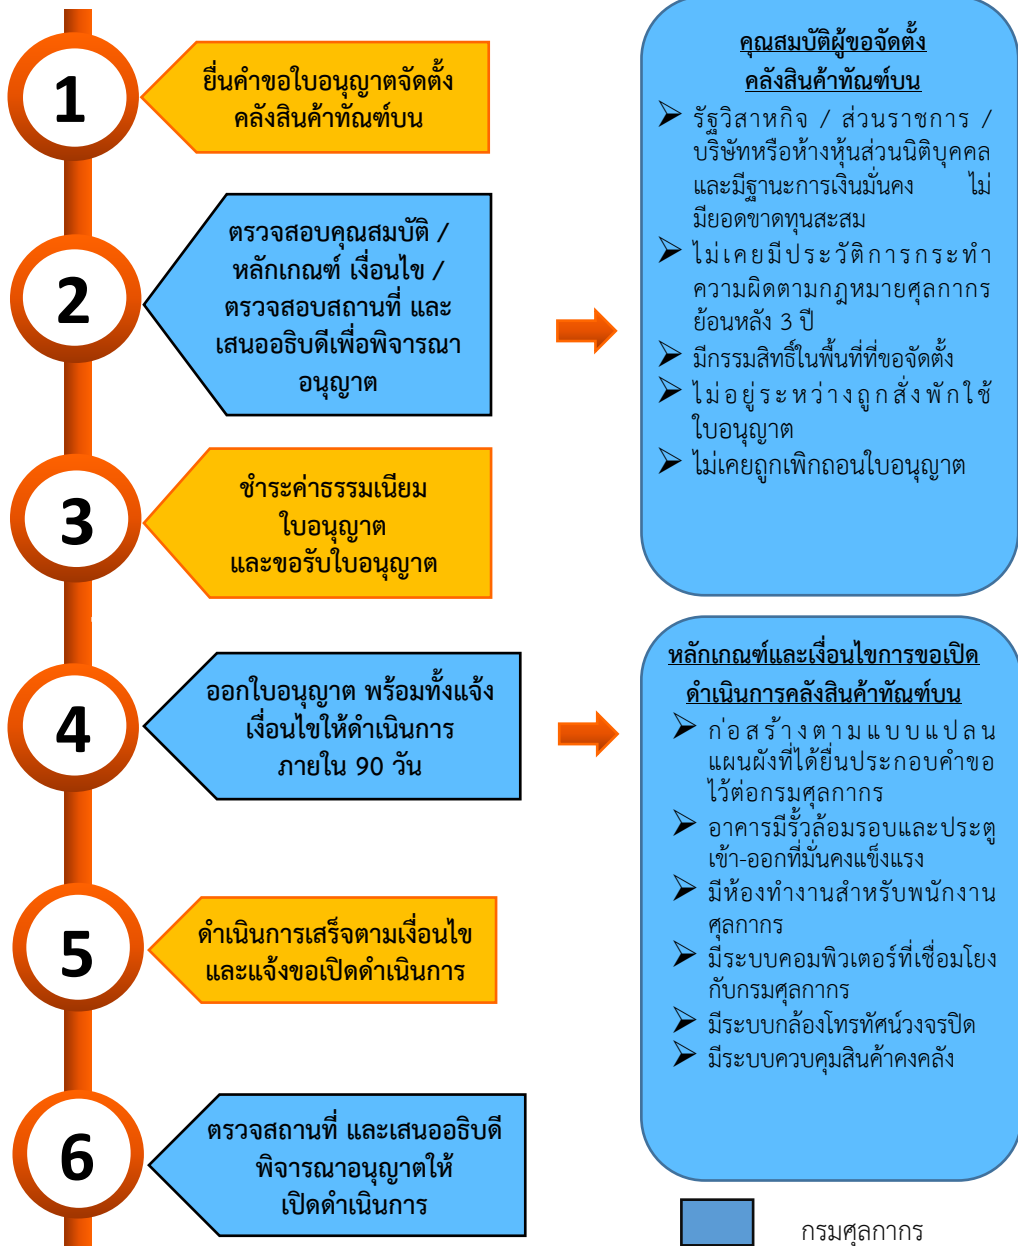 1
ยื่นคำขอใบอนุญาตจัดตั้ง
คลังสินค้าทัณฑ์บน
2
ตรวจสอบคุณสมบัติ /
หลักเกณฑ์ เงื่อนไข /
ตรวจสอบสถานที่ และ
เสนออธิบดีเพื่อพิจารณา
อนุญาต
3
ชำระค่าธรรมเนียม
ใบอนุญาต
และขอรับใบอนุญาต
4
ออกใบอนุญาต พร้อมทั้งแจ้ง
เงื่อนไขให้ดำเนินการ
ภายใน 90 วัน
5
ดำเนินการเสร็จตามเงื่อนไข
และแจ้งขอเปิดดำเนินการ
6
ตรวจสถานที่ และเสนออธิบดี
พิจารณาอนุญาตให้
เปิดดำเนินการ
คุณสมบัติผู้ขอจัดตั้ง
คลังสินค้าทัณฑ์บน
➢ รัฐวิสาหกิจ / ส่วนราชการ /
บริษัทหรือห้างหุ้นส่วนนิติบุคคล
และมีฐานะการเงินมั่นคง ไม่
มียอดขาดทุนสะสม
➢ ไม่เคยมีประวัติการกระทำ
ความผิดตามกฎหมายศุลกากร
ย้อนหลัง 3 ปี
➢ มีกรรมสิทธิ์ในพื้นที่ที่ขอจัดตั้ง
➢ ไม่อยู่ระหว่างถูกสั่งพักใช้
ใบอนุญาต
➢ ไม่เคยถูกเพิกถอนใบอนุญาต
หลักเกณฑ์และเงื่อนไขการขอเปิด
ดำเนินการคลังสินค้าทัณฑ์บน
➢ ก่อสร้างตามแบบแปลน
แผนผังที่ได้ยื่นประกอบคำขอ
ไว้ต่อกรมศุลกากร
➢ อาคารมีรั้วล้อมรอบและประตู
เข้า-ออกที่มั่นคงแข็งแรง
➢ มีห้องทำงานสำหรับพนักงาน
ศุลกากร
➢ มีระบบคอมพิวเตอร์ที่เชื่อมโยง
กับกรมศุลกากร
➢ มีระบบกล้องโทรทัศน์วงจรปิด
➢ มีระบบควบคุมสินค้าคงคลัง
กรมศุลกากร